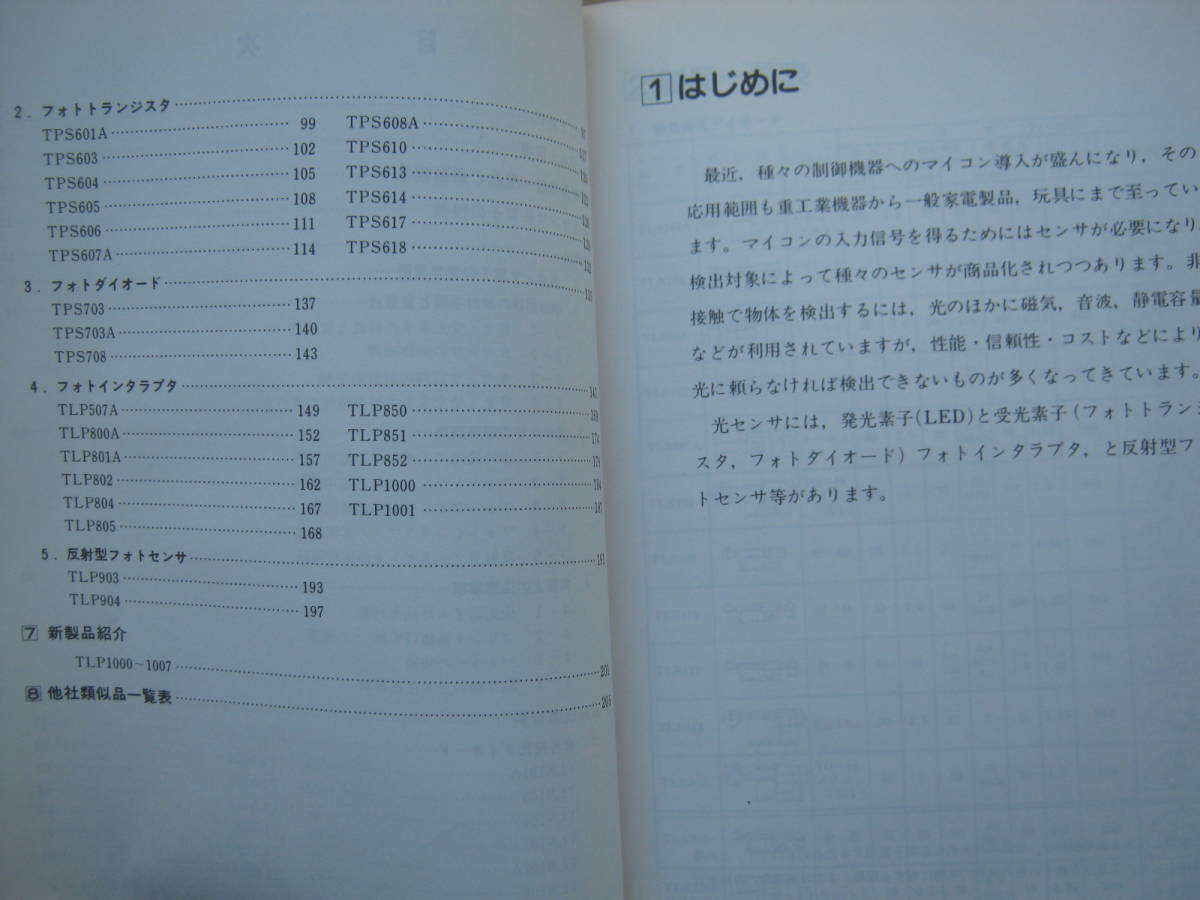 2. フォトトランジスタ
TPS601A 99
TPS603 102
TPS604 105
TPS605 108
TPS606 111
TPS607A 114
TPS608A
TPS610
TPS613
TPS614
TPS617
TPS618
3. フォトダイオード
TPS703 137
TPS703A 140
TPS708 143
4. フォトインタラプタ 147
TLP507A 149
TLP800A 152
TLP801A 157
TLP802 162
TLP804 167
TLP805 168
TLP850
TLP851 174
TLP852
TLP1000
TLP1001 187
5. 反射型フォトセンサ 191
TLP903 193
TLP904 197
7 新製品紹介
TLP1000~1007 201
8 他社類似品一覧表 205
1 はじめに
最近,種々の制御機器へのマイコン導入が盛んになり,その
応用範囲も重工業機器から一般家電製品,玩具にまで至ってい
ます。マイコンの入力信号を得るためにはセンサが必要になり
検出対象によって種々のセンサが商品化されつつあります。非
接触で物体を検出するには,光のほかに磁気,音波,静電容量
などが利用されていますが,性能・信頼性・コストなどにより
光に頼らなければ検出できないものが多くなってきています。
光センサには,発光素子(LED)と受光素子(フォトトランジ
スタ,フォトダイオード)フォトインタラプタ,と反射型フ
トセンサ等があります。